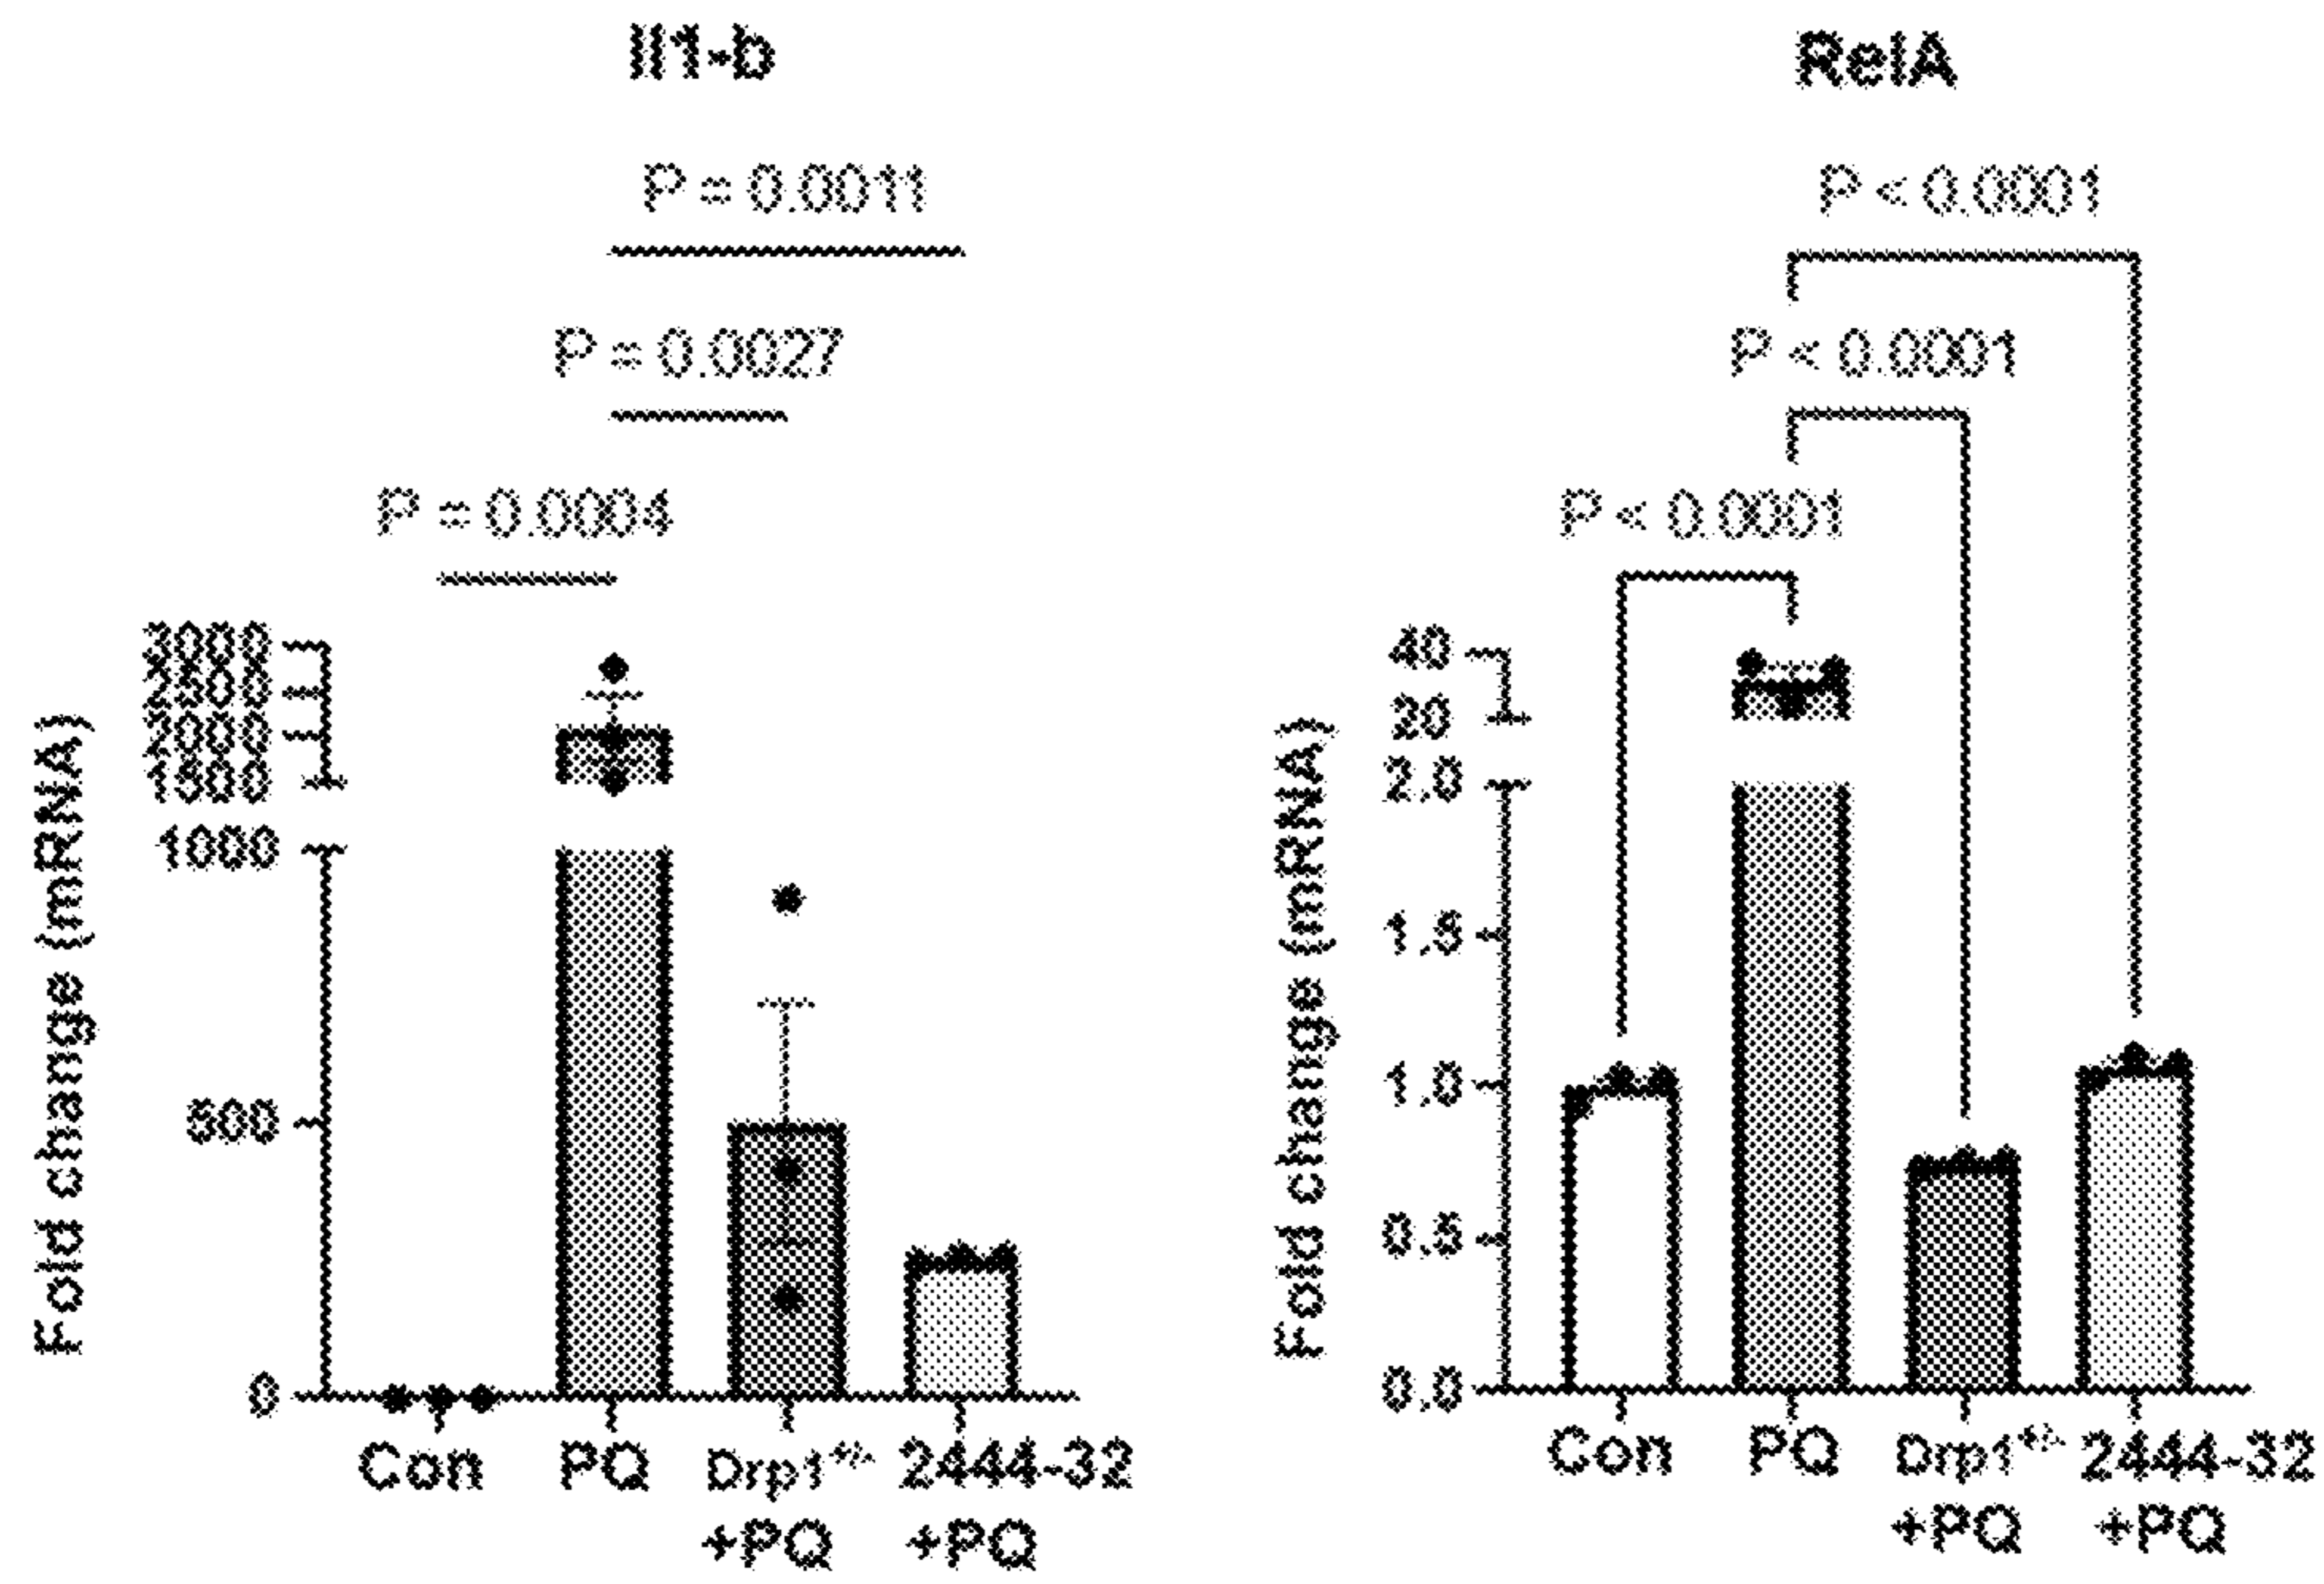 Il1-b
P = 0.0011
P = 0.0027
P = 0.0004
3000
2500
2000
1500
1000
500
0
Fold change (mRNA)
Con PQ Drp1+/- 2444-32
+PQ +PQ
RelA
P < 0.0001
P < 0.0001
P < 0.0001
40
20
2.0
1.5
1.0
0.5
0.0
Fold change (mRNA)
Con PQ Drp1+/- 2444-32
+PQ +PQ